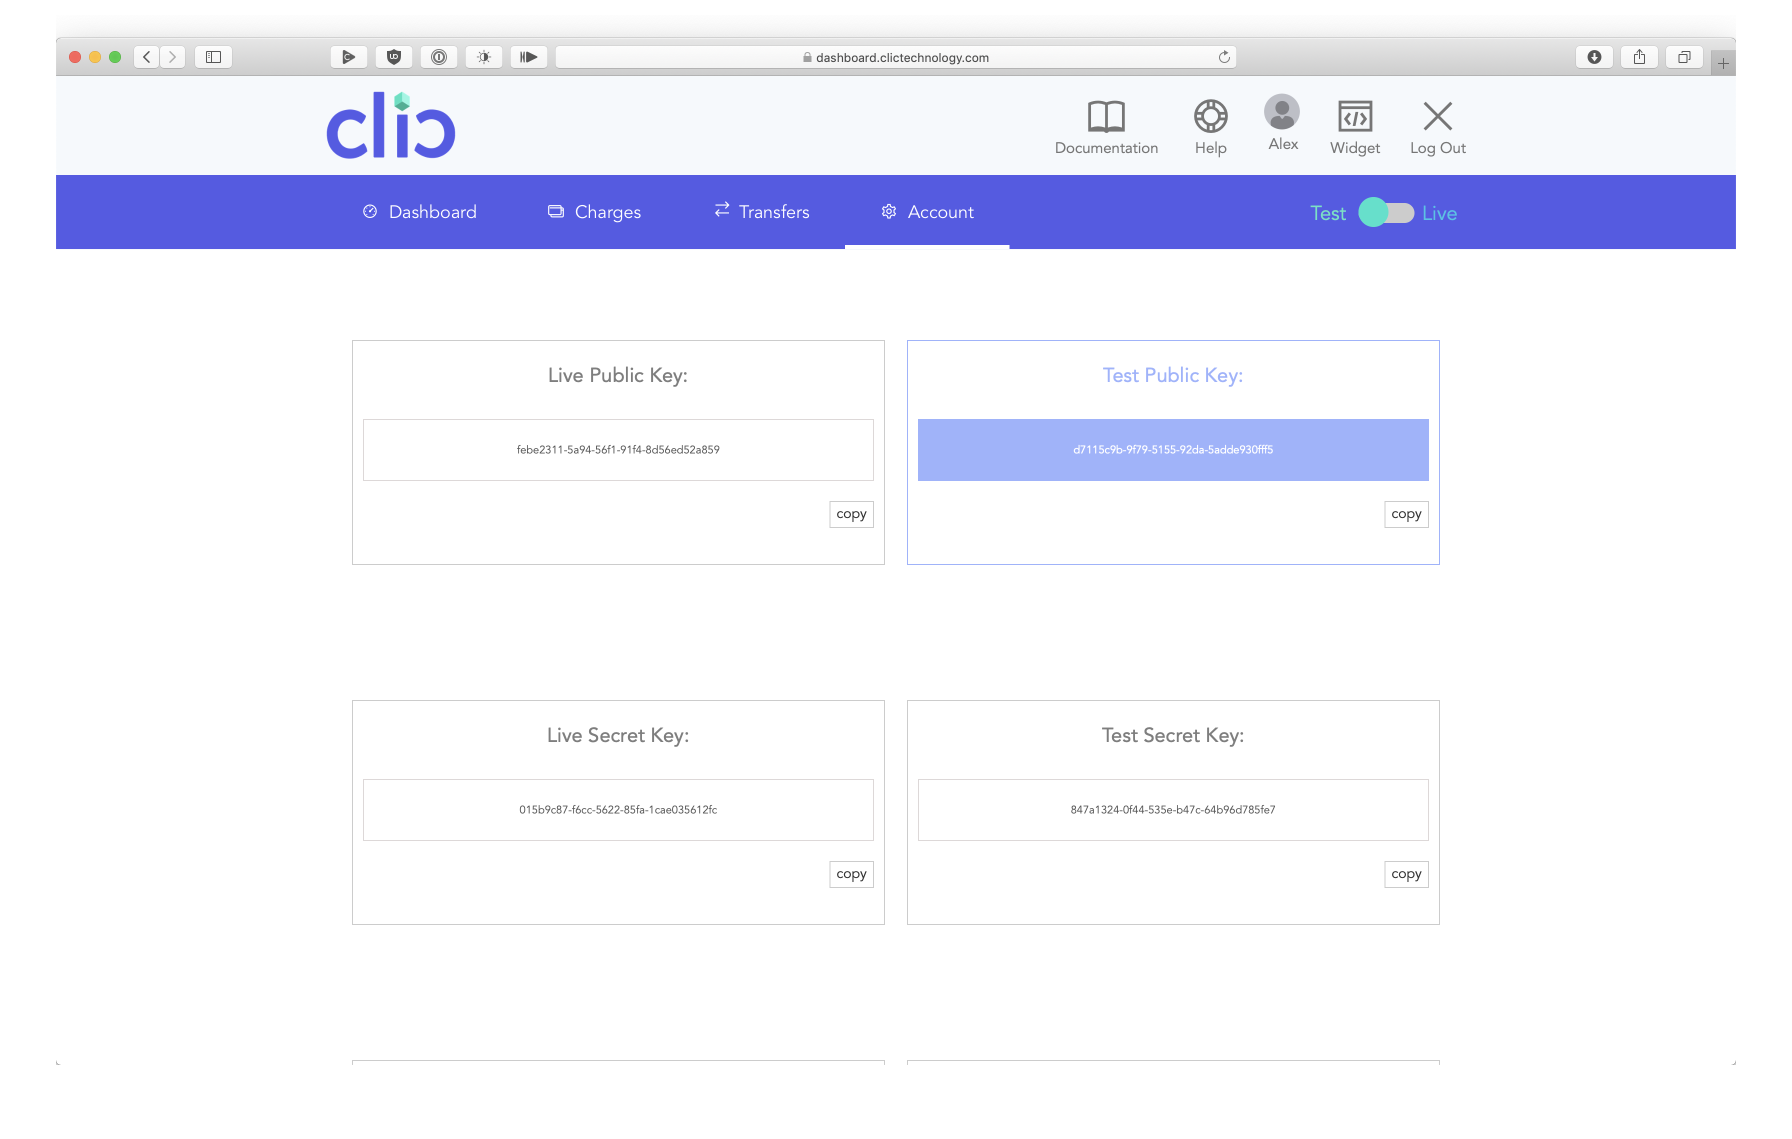 dashboard.clictechnology.com
clic
Documentation
Help
Alex
Widget
Log Out
Dashboard
Charges
Transfers
Account
Test
Live
Live Public Key:
febe2311-5a94-56f1-91f4-8d56ed52a859
copy
Test Public Key:
d7115c9b-9f79-5155-92da-5adde930fff5
copy
Live Secret Key:
015b9c87-f6cc-5622-85fa-1cae035612fc
copy
Test Secret Key:
847a1324-0f44-535e-b47c-64b96d785fe7
copy